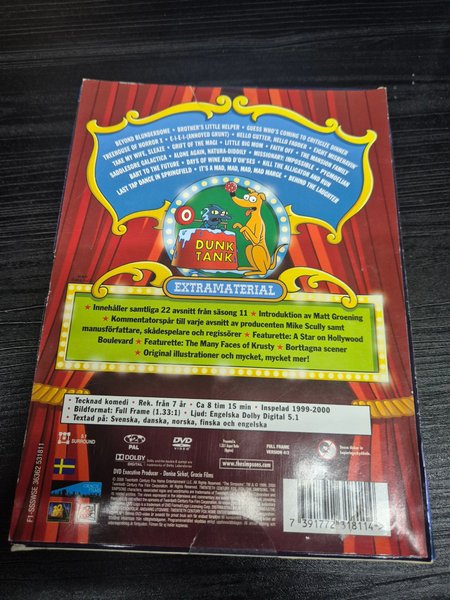 BEYOND BLUNDERDOME • BROTHER'S LITTLE HELPER • GUESS WHO'S COMING TO CRITICIZE DINNER
TREEHOUSE OF HORROR X • E-I-E-I-(ANNOYED GRUNT) • HELLO GUTTER, HELLO FADDER • EIGHT MISBEHAVIN'
TAKE MY WIFE, SLEAZE • GRIFT OF THE MAGI • LITTLE BIG MOM • FAITH OFF • THE MANSION FAMILY
SADDLESORE GALACTICA • ALONE AGAIN, NATURA-DIDDILY • MISSIONARY: IMPOSSIBLE • PYGMOELIAN
BART TO THE FUTURE • DAYS OF WINE AND D'OH'SES • KILL THE ALLIGATOR AND RUN
LAST TAP DANCE IN SPRINGFIELD • IT'S A MAD, MAD, MAD, MAD MARGE • BEHIND THE LAUGHTER
DUNK
TANK
EXTRAMATERIAL
★ Innehåller samtliga 22 avsnitt från säsong 11 ★ Introduktion av Matt Groening
★ Kommentatorspår till varje avsnitt av producenten Mike Scully samt
manusförfattare, skådespelare och regissörer ★ Featurette: A Star on Hollywood
Boulevard ★ Featurette: The Many Faces of Krusty ★ Borttagna scener
★ Original illustrationer och mycket, mycket mer!
• Tecknad komedi • Rek. från 7 år • Ca 8 tim 15 min • Inspelad 1999-2000
• Bildformat: Full Frame (1.33:1) • Ljud: Engelska Dolby Digital 5.1
• Textad på: Svenska, danska, norska, finska och engelska
5.1
SURROUND
2
PAL
DVD
VIDEO
FULL FRAME
VERSION 4:3
DOLBY
DIGITAL
www.thesimpsons.com
DVD Executive Producer - Denise Sirkot, Gracie Films
F1-SGDWSE 36362 531811
7 391772 318114